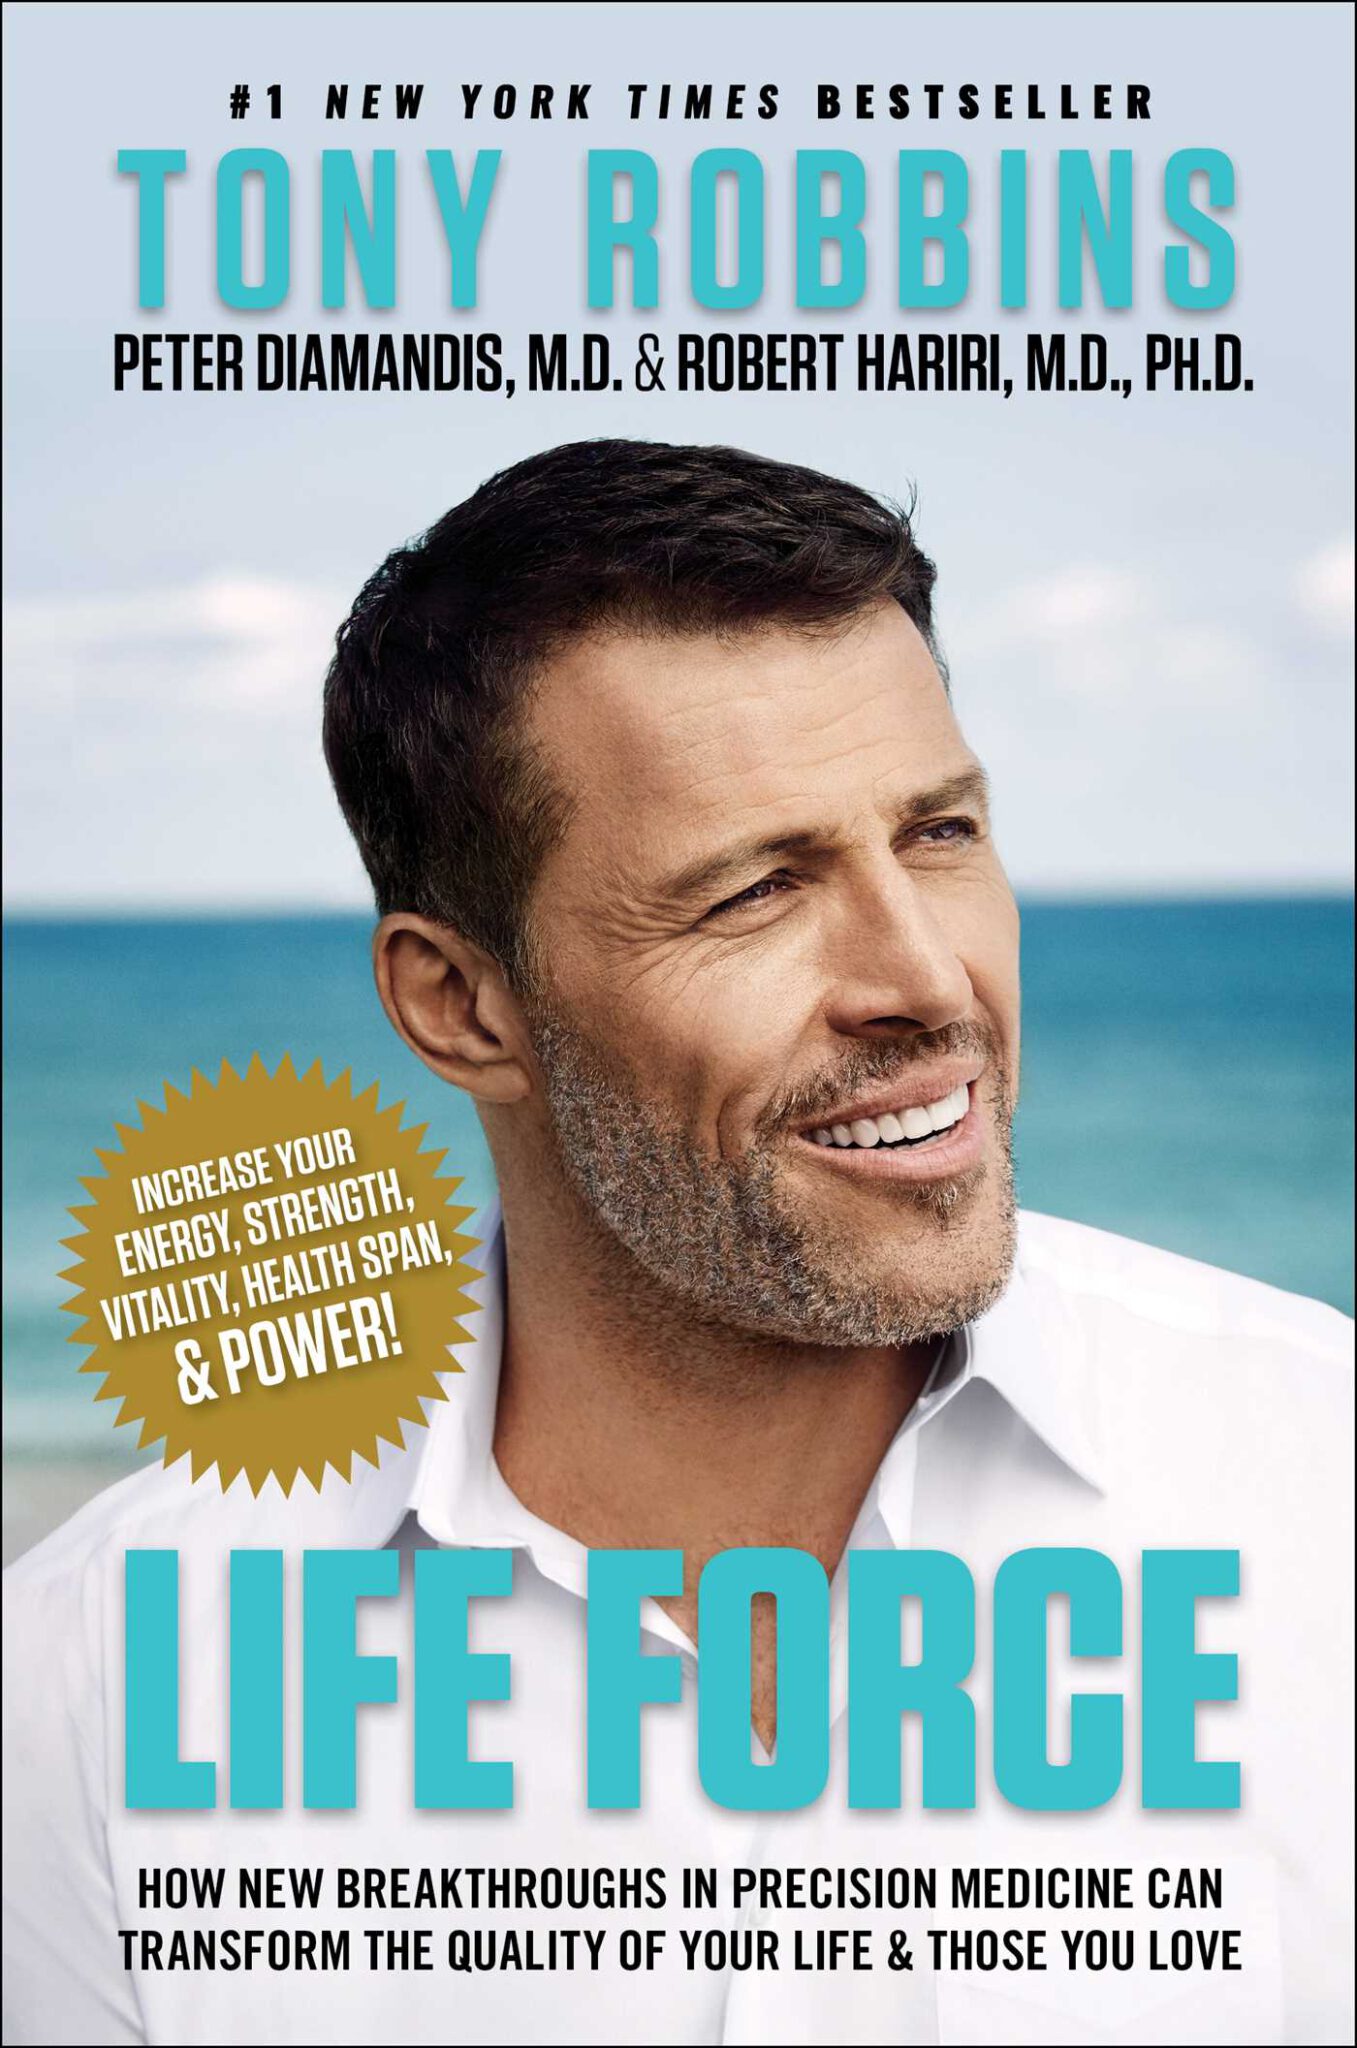 #1 NEW YORK TIMES BESTSELLER
TONY ROBBINS
PETER DIAMANDIS, M.D. & ROBERT HARIRI, M.D., PH.D.
INCREASE YOUR
ENERGY, STRENGTH,
VITALITY, HEALTH SPAN,
& POWER!
LIFE FORCE
HOW NEW BREAKTHROUGHS IN PRECISION MEDICINE CAN
TRANSFORM THE QUALITY OF YOUR LIFE & THOSE YOU LOVE